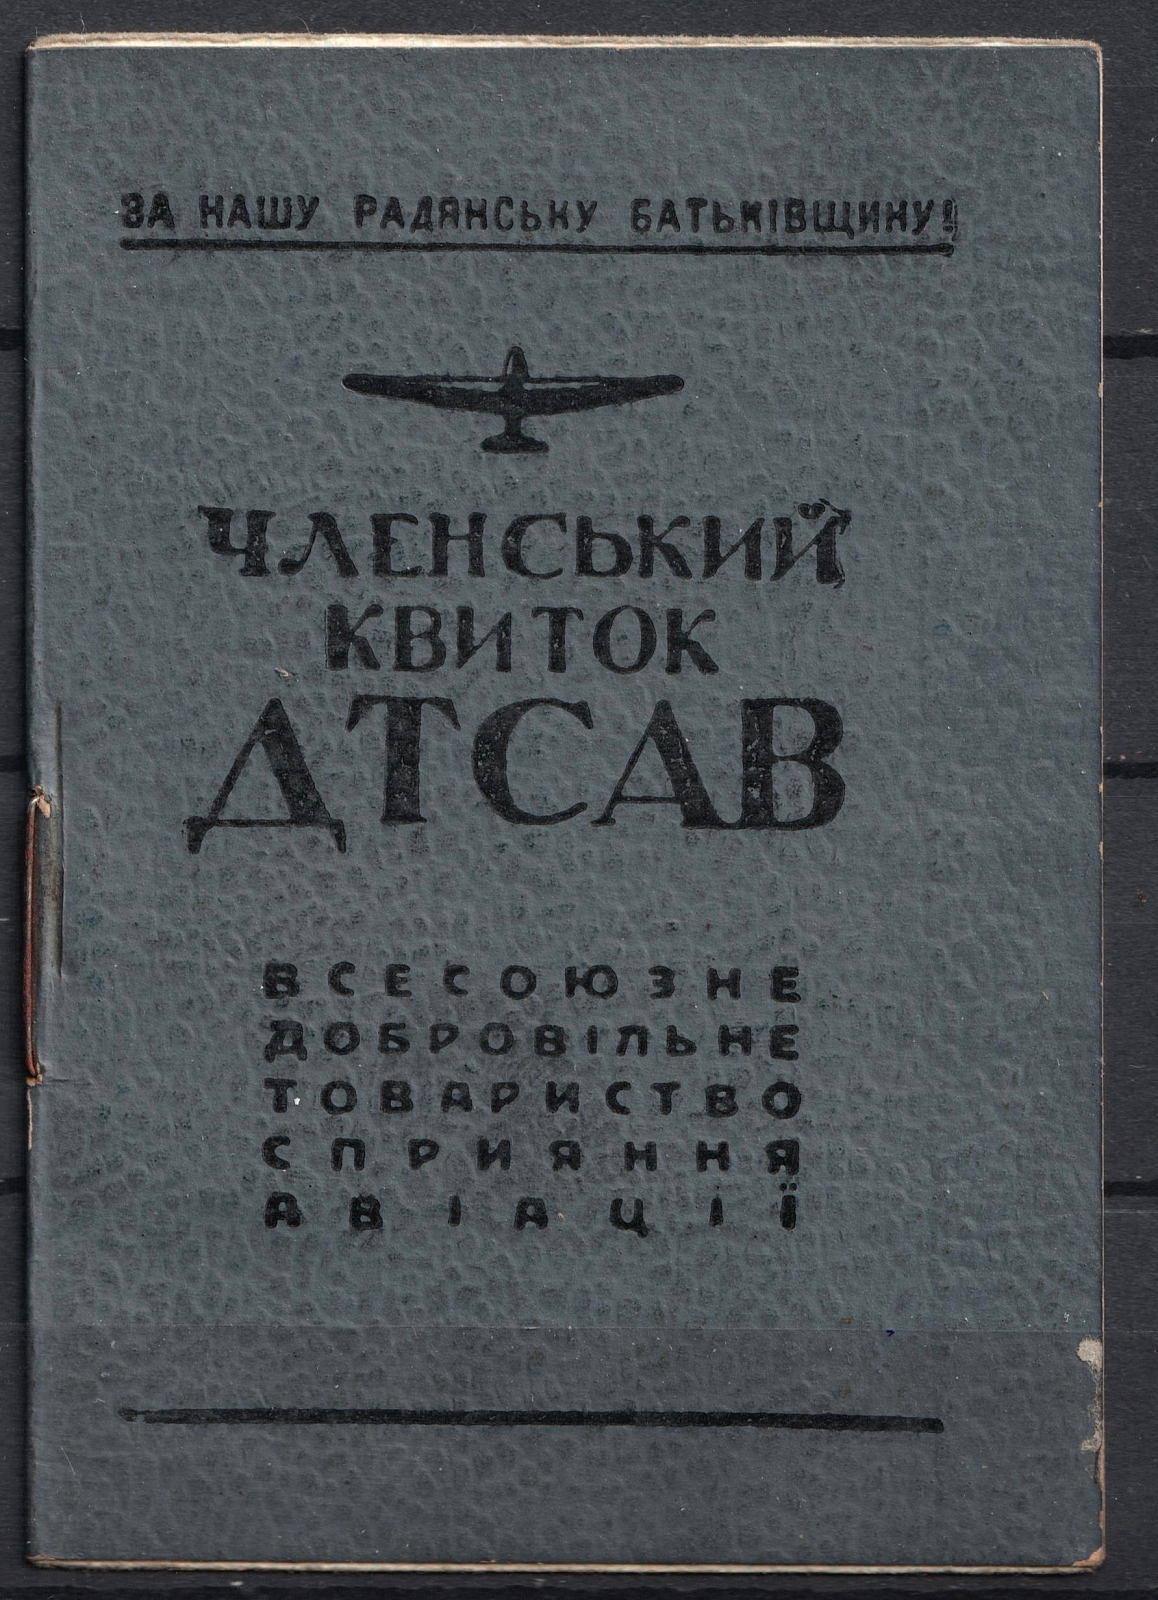 ЗА НАШУ РАДЯНСЬКУ БАТЬКІВЩИНУ!
ЧЛЕНСЬКИЙ
КВИТОК
ДТСАВ
ВСЕСОЮЗНЕ
ДОБРОВІЛЬНЕ
ТОВАРИСТВО
СПРИЯННЯ
АВІАЦІЇ